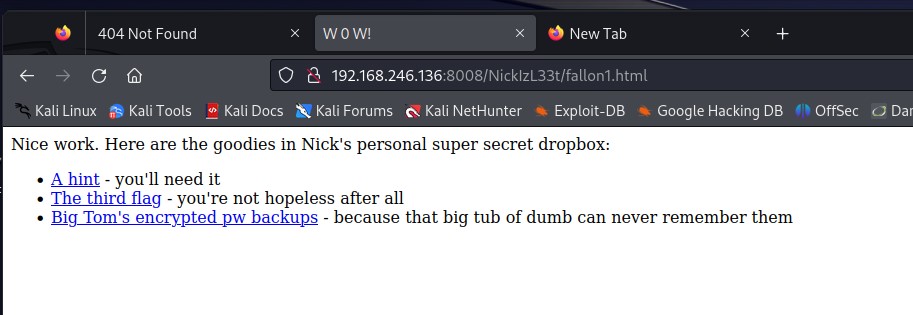 404 Not Found
W 0 W!
New Tab
192.168.246.136:8008/NickIzL33t/fallon1.html
Kali Linux Kali Tools Kali Docs Kali Forums Kali NetHunter Exploit-DB Google Hacking DB OffSec
Nice work. Here are the goodies in Nick's personal super secret dropbox:
• A hint - you'll need it
• The third flag - you're not hopeless after all
• Big Tom's encrypted pw backups - because that big tub of dumb can never remember them